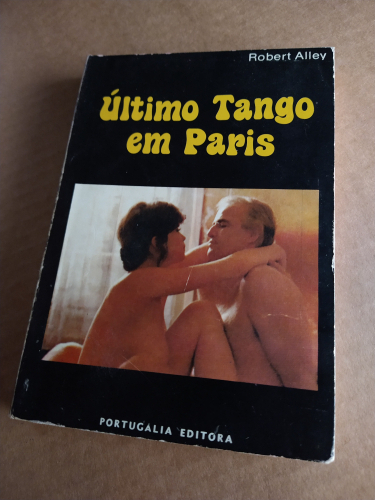 Robert Alley
Último Tango
em Paris
PORTUGÁLIA EDITORA